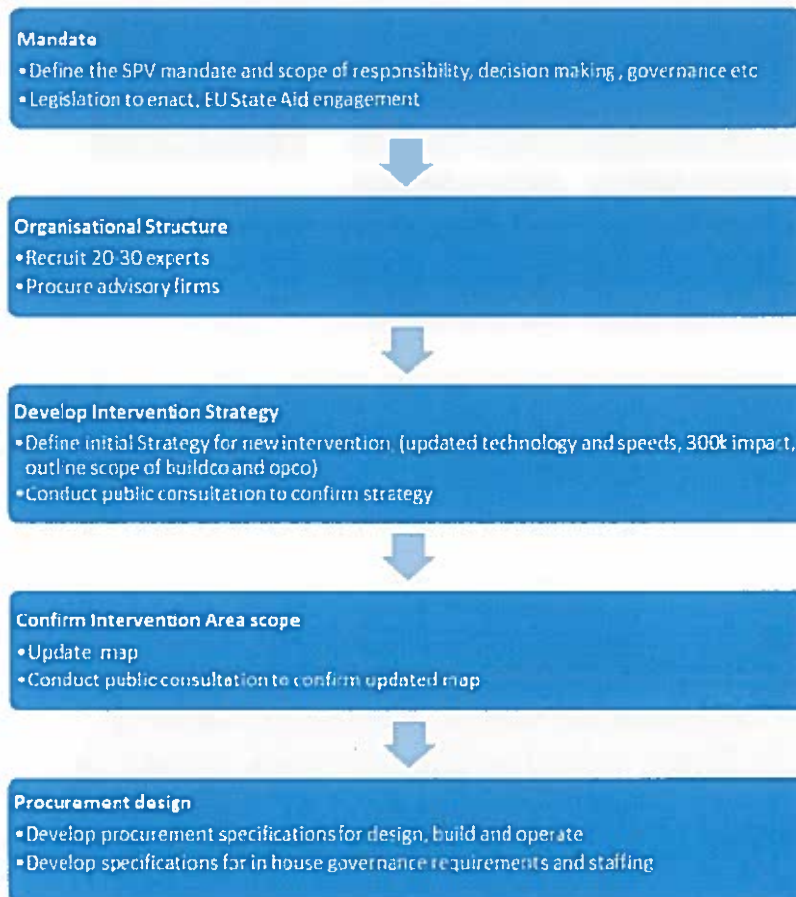 Mandate
•Define the SPV mandate and scope of responsibility, decision making , governance etc
•Legislation to enact, EU State Aid engagement
Organisational Structure
•Recruit 20-30 experts
•Procure advisory firms
Develop Intervention Strategy
•Define initial Strategy for new intervention, (updated technology and speeds, 300k impact,
outline scope of buildco and opco)
•Conduct public consultation to confirm strategy
Confirm Intervention Area scope
•Update map
•Conduct public consultation to confirm updated map
Procurement design
•Develop procurement specifications for design, build and operate
•Develop specifications for in house governance requirements and staffing